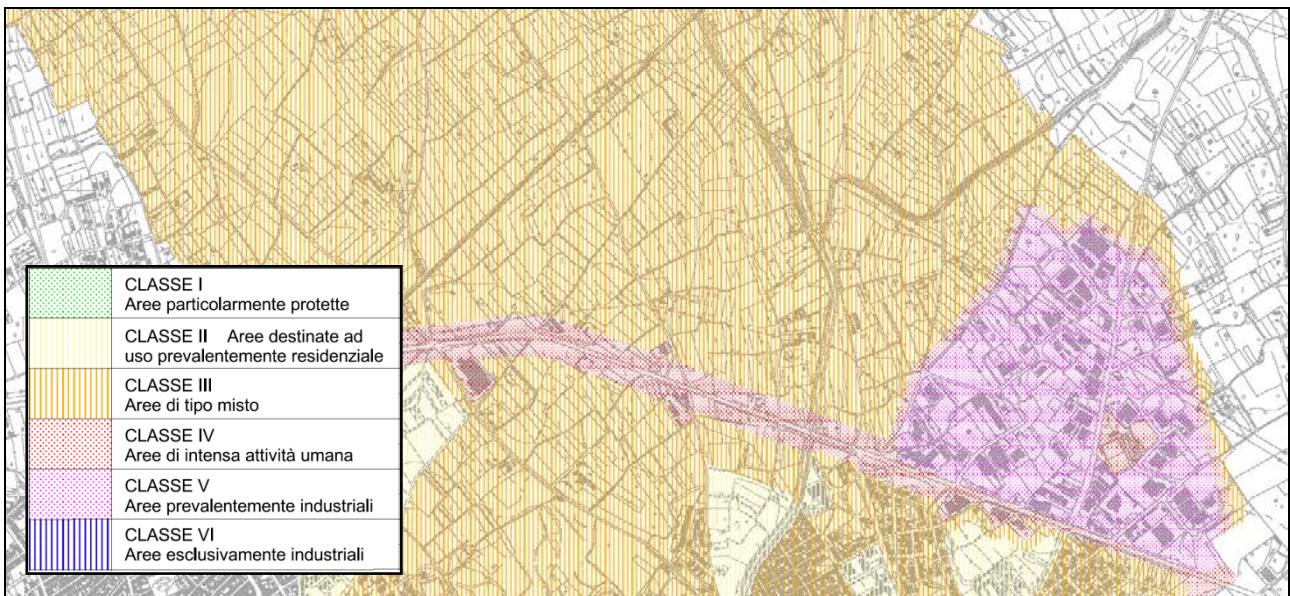 CLASSE I
Aree particolarmente protette
CLASSE II Aree destinate ad
uso prevalentemente residenziale
CLASSE III
Aree di tipo misto
CLASSE IV
Aree di intensa attività umana
CLASSE V
Aree prevalentemente industriali
CLASSE VI
Aree esclusivamente industriali